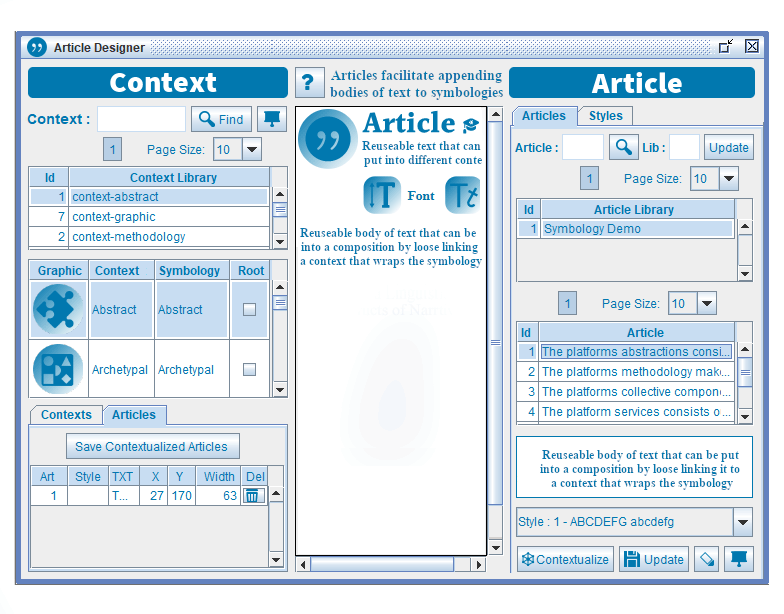 Article Designer
Context
Context :
Find
1
Page Size:
10
Id
Context Library
1
context-abstract
7
context-graphic
2
context-methodology
Graphic
Context
Symbology
Root
Abstract
Abstract
Archetypal
Archetypal
Contexts
Articles
Save Contextualized Articles
Art
Style
TXT
X
Y
Width
Del
1
T...
27
170
63
?
Articles facilitate appending
bodies of text to symbologies
Article
Reuseable text that can
put into different conte
T
Font
Tt
Reuseable body of text that can be
into a composition by loose linking
a context that wraps the symbology
Article
Articles
Styles
Article :
Lib :
Update
1
Page Size:
10
Id
Article Library
1
Symbology Demo
1
Page Size:
10
Id
Article
1
The platforms abstractions consi...
2
The platforms methodology mak...
3
The platforms collective compon...
4
The platform services consists o...
Reuseable body of text that can be put
into a composition by loose linking it to
a context that wraps the symbology
Style : 1 - ABCDEFG abcdefg
Contextualize
Update